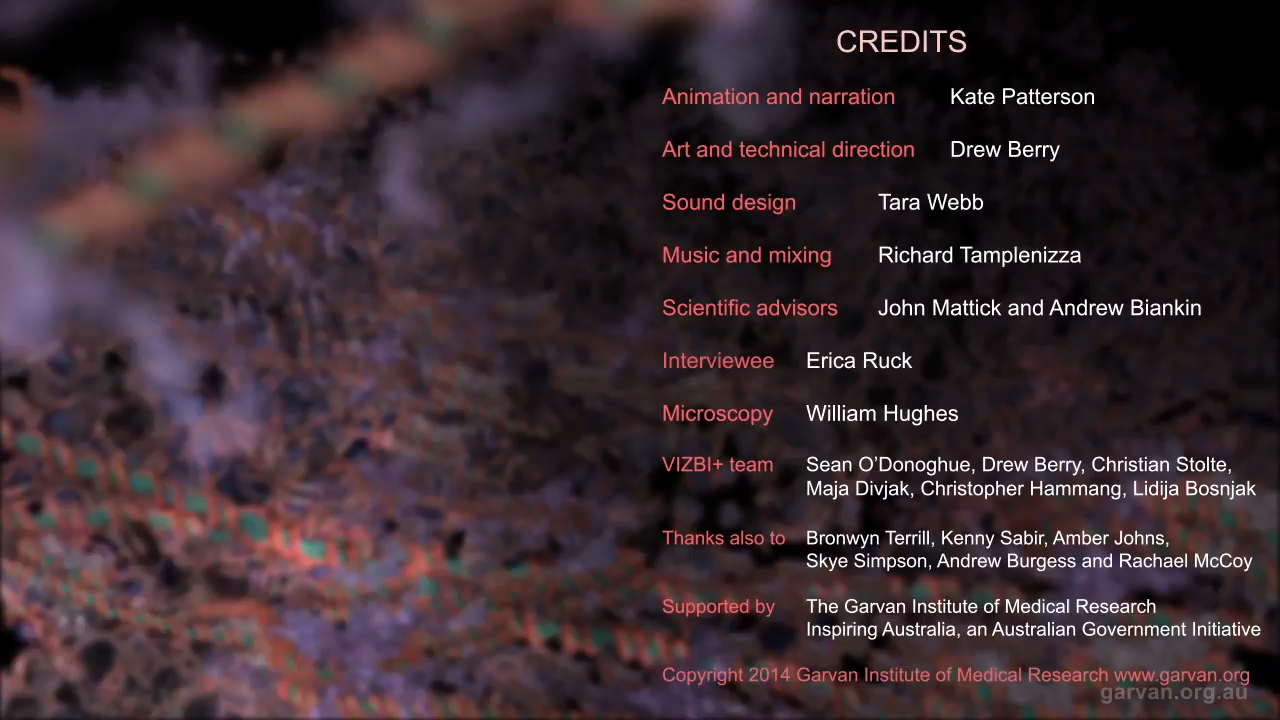 CREDITS
Animation and narration Kate Patterson
Art and technical direction Drew Berry
Sound design Tara Webb
Music and mixing Richard Tamplenizza
Scientific advisors John Mattick and Andrew Biankin
Interviewee Erica Ruck
Microscopy William Hughes
VIZBI+ team Sean O’Donoghue, Drew Berry, Christian Stolte,
Maja Divjak, Christopher Hammang, Lidija Bosnjak
Thanks also to Bronwyn Terrill, Kenny Sabir, Amber Johns,
Skye Simpson, Andrew Burgess and Rachael McCoy
Supported by The Garvan Institute of Medical Research
Inspiring Australia, an Australian Government Initiative
Copyright 2014 Garvan Institute of Medical Research www.garvan.org
garvan.org.au